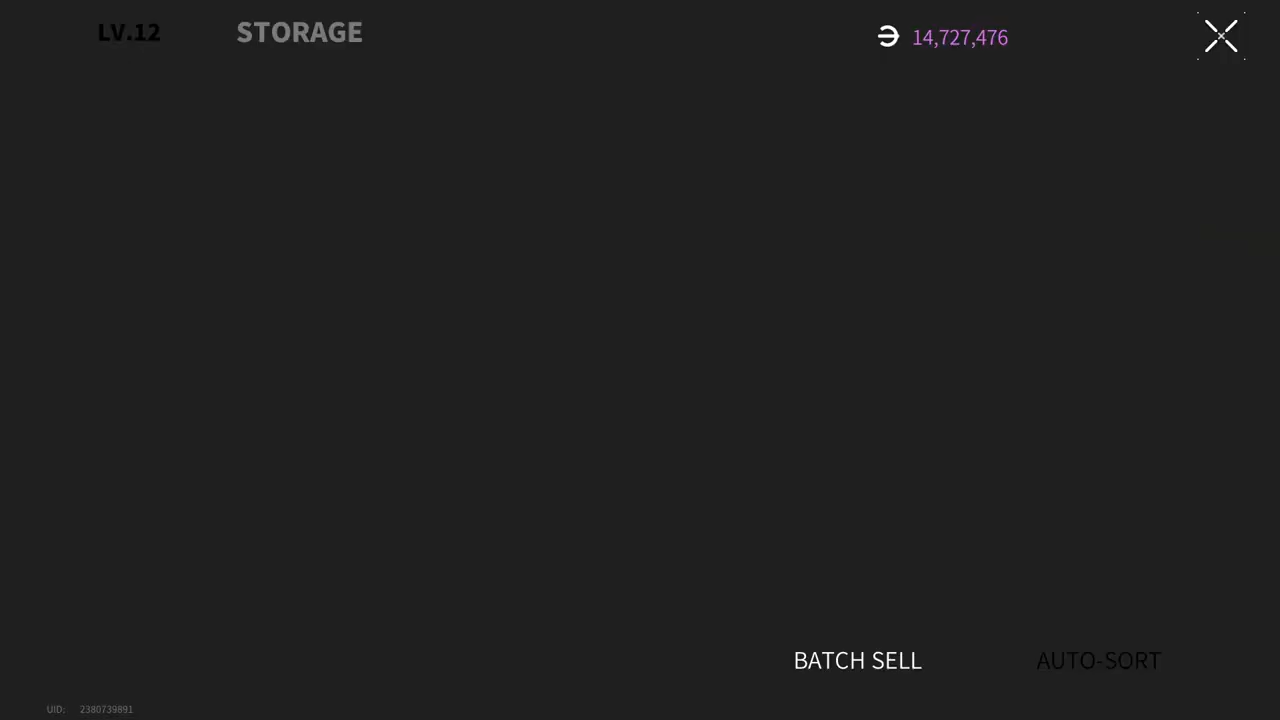 LV.12
STORAGE
14,727,476
BATCH SELL
AUTO-SORT
UID: 2380739891